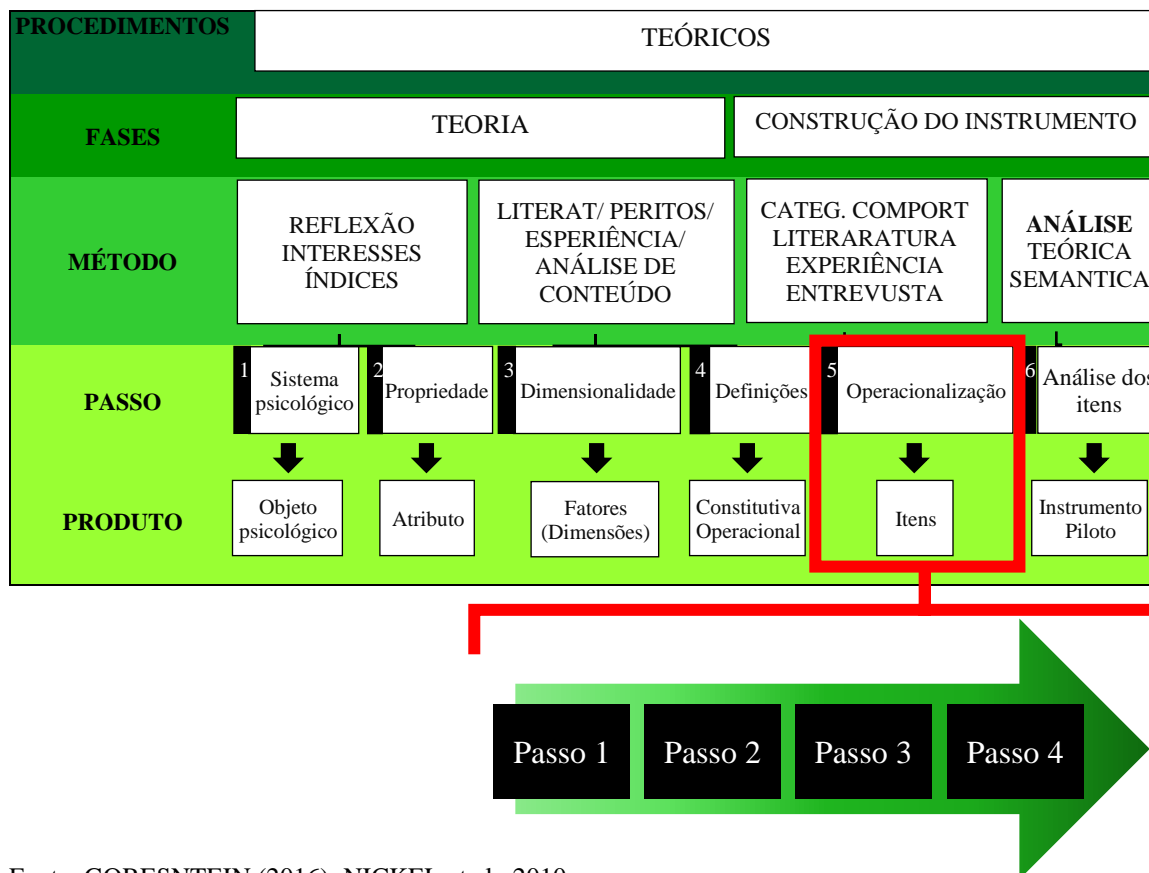 PROCEDIMENTOS
TEÓRICOS
FASES
TEORIA
CONSTRUÇÃO DO INSTRUMENTO
MÉTODO
REFLEXÃO
INTERESSES
ÍNDICES
LITERAT/ PERITOS/
ESPERIÊNCIA/
ANÁLISE DE
CONTEÚDO
CATEG. COMPORT
LITERARATURA
EXPERIÊNCIA
ENTREVUSTA
ANÁLISE
TEÓRICA
SEMANTICA
PASSO
1
Sistema
psicológico
2
Propriedade
3
Dimensionalidade
4
Definições
5
Operacionalização
6
Análise dos
itens
PRODUTO
Objeto
psicológico
Atributo
Fatores
(Dimensões)
Constitutiva
Operacional
Itens
Instrumento
Piloto
Passo 1
Passo 2
Passo 3
Passo 4